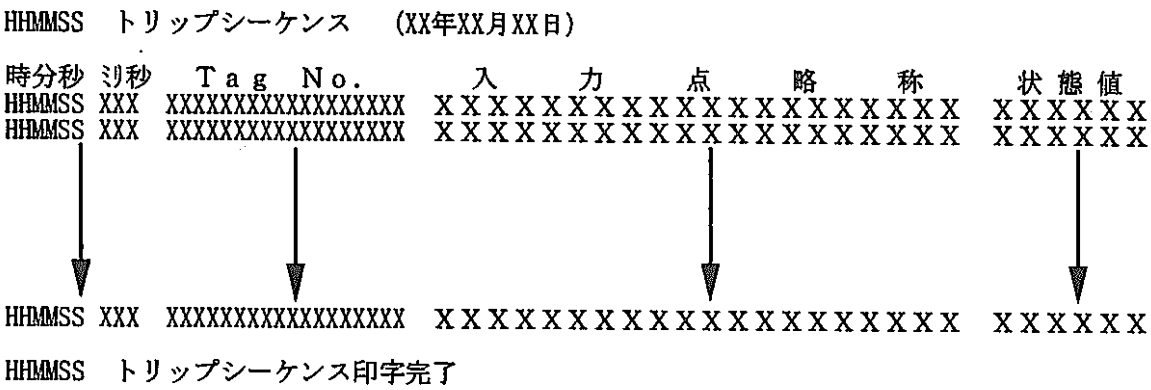 HHMMSS トリップシーケンス (XX年XX月XX日)
時分秒 ミリ秒 Tag No. 入力点略称 状態値
HHMMSS XXX XXXXXXXXXXXXXXXXXX XXXXXXXXXXXXXXXXXXXX XXXXXX
HHMMSS XXX XXXXXXXXXXXXXXXXXX XXXXXXXXXXXXXXXXXXXX XXXXXX
HHMMSS XXX XXXXXXXXXXXXXXXXXX XXXXXXXXXXXXXXXXXXXX XXXXXX
HHMMSS トリップシーケンス印字完了